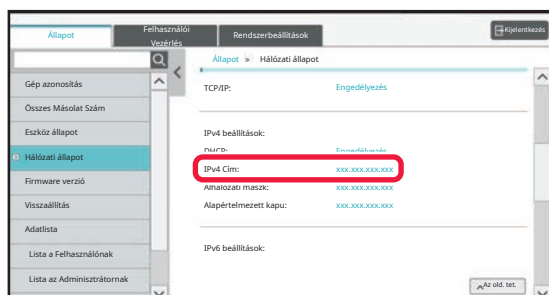 Állapot
Felhasználói
Vezérlés
Rendszerbeállítások
Kijelentkezés
Állapot » Hálózati állapot
Gép azonosítás
Összes Másolat Szám
Eszköz állapot
Hálózati állapot
Firmware verzió
Visszaállítás
Adatlista
Lista a Felhasználónak
Lista az Adminisztrátornak
TCP/IP: Engedélyezés
IPv4 beállítások:
DHCP: Engedélyezés
IPv4 Cím: xxx.xxx.xxx.xxx
Alhálózati maszk: xxx.xxx.xxx.xxx
Alapértelmezett kapu: xxx.xxx.xxx.xxx
IPv6 beállítások:
Az old. tet.